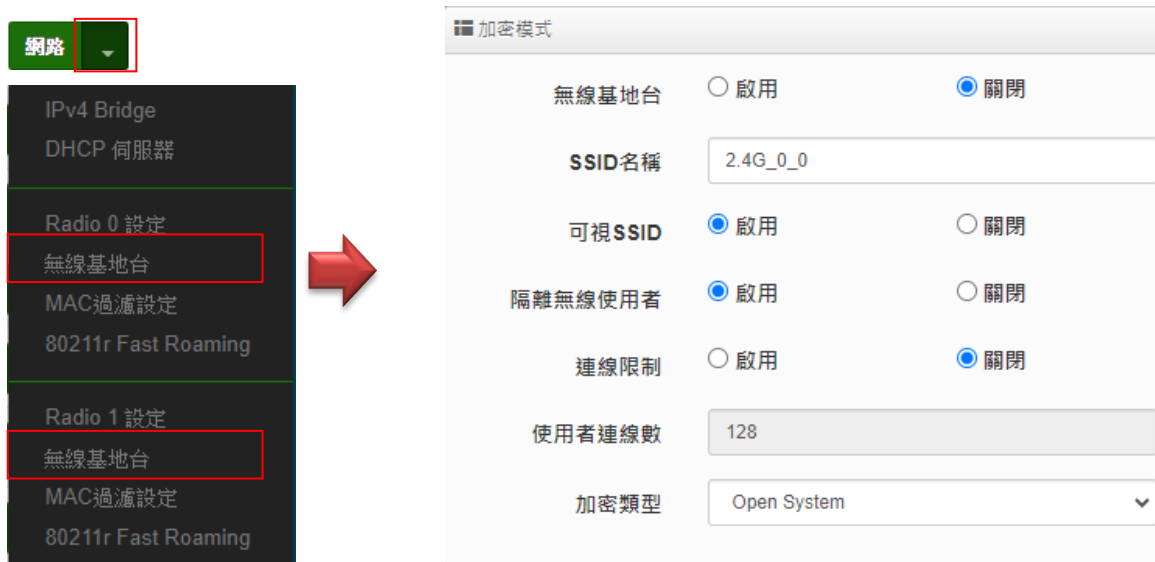 網路
IPv4 Bridge
DHCP 伺服器
Radio 0 設定
無線基地台
MAC過濾設定
80211r Fast Roaming
Radio 1 設定
無線基地台
MAC過濾設定
80211r Fast Roaming
加密模式
無線基地台 啟用 關閉
SSID名稱 2.4G_0_0
可視SSID 啟用 關閉
隔離無線使用者 啟用 關閉
連線限制 啟用 關閉
使用者連線數 128
加密類型 Open System